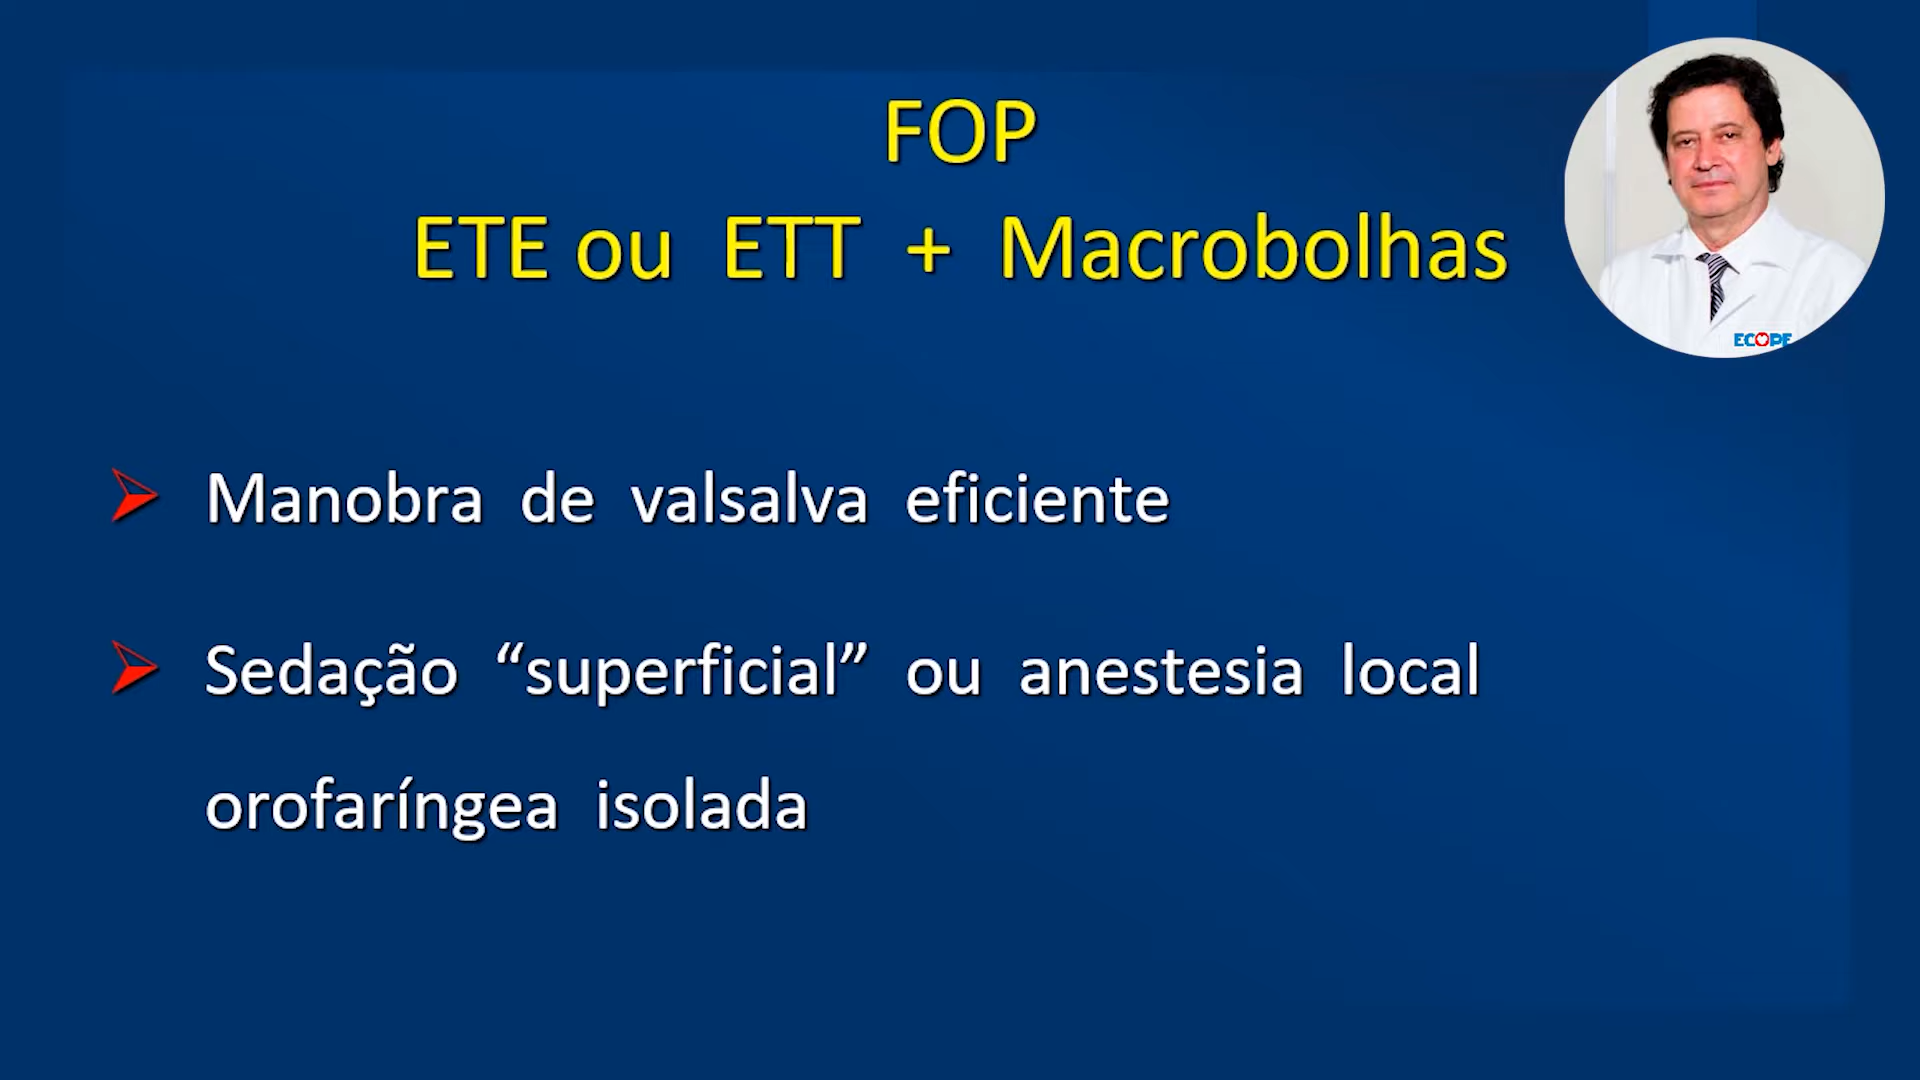 FOP
ETE ou ETT + Macrobolhas
ECOPE
Manobra de valsalva eficiente
Sedação “superficial” ou anestesia local
orofaríngea isolada